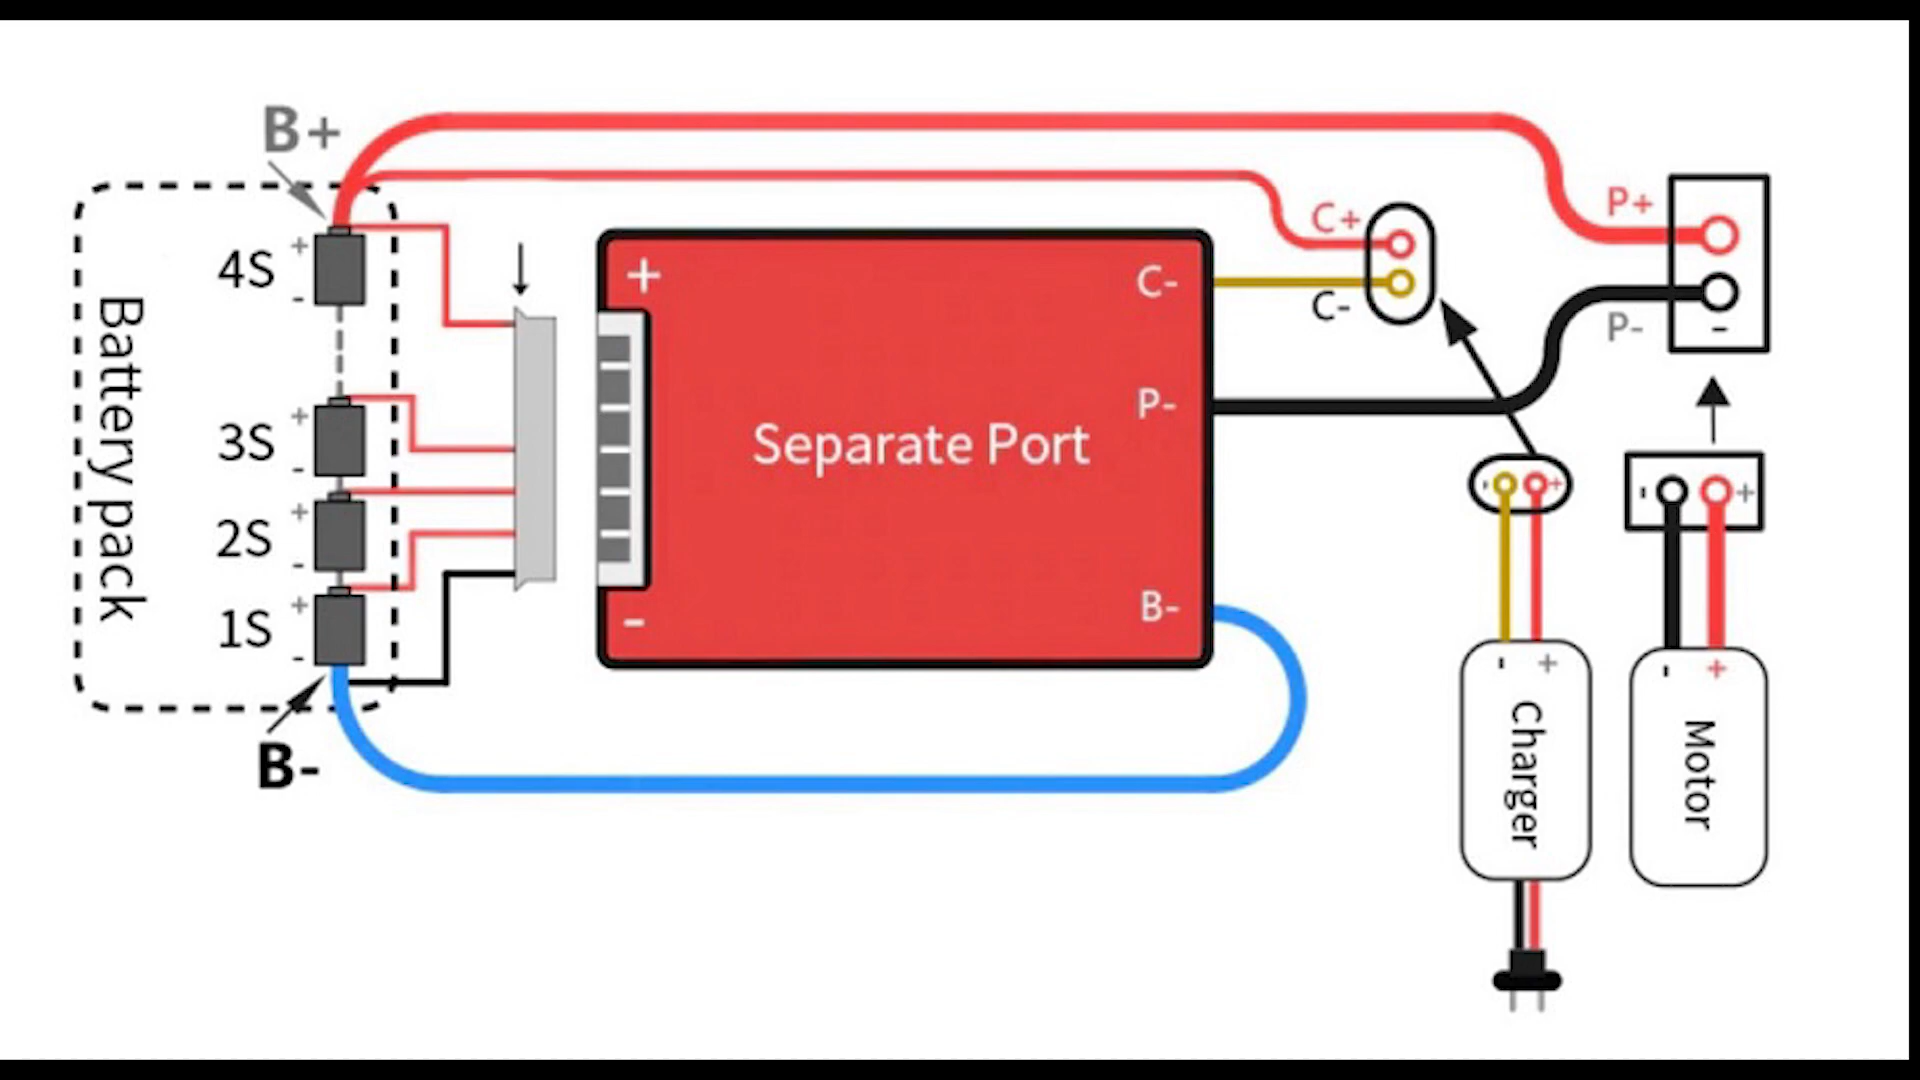 B+
4S
+
-
3S
+
-
2S
+
-
1S
+
-
Battery pack
B-
+
-
Separate Port
C-
P-
B-
C+
C-
P+
P-
-
- +
- +
- +
Charger
- +
Motor